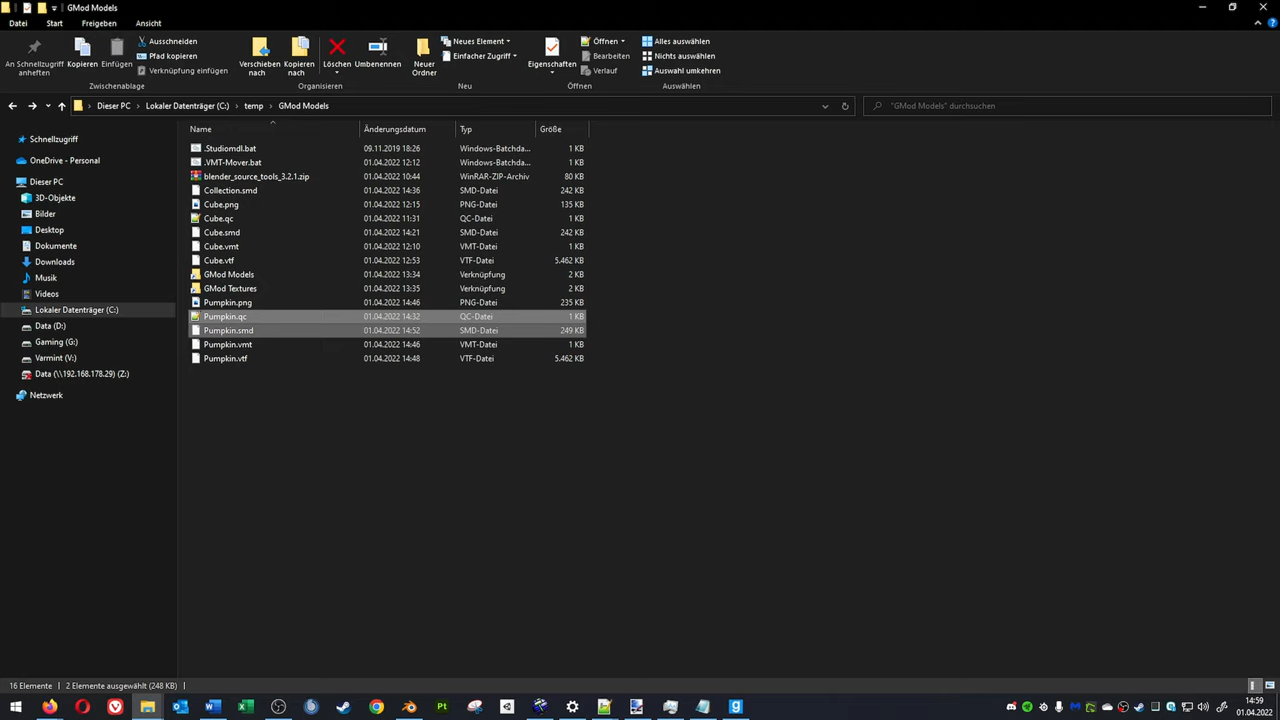 GMod Models
Datei Start Freigeben Ansicht
An Schnellzugriff anheften
Kopieren
Einfügen
Ausschneiden
Pfad kopieren
Verknüpfung einfügen
Zwischenablage
Verschieben nach
Kopieren nach
Löschen
Umbenennen
Organisieren
Neuer Ordner
Neues Element
Einfacher Zugriff
Neu
Eigenschaften
Öffnen
Bearbeiten
Verlauf
Öffnen
Alles auswählen
Nichts auswählen
Auswahl umkehren
Auswählen
Dieser PC > Lokaler Datenträger (C:) > temp > GMod Models
"GMod Models" durchsuchen
Schnellzugriff
OneDrive - Personal
Dieser PC
3D-Objekte
Bilder
Desktop
Dokumente
Downloads
Musik
Videos
Lokaler Datenträger (C:)
Data (D:)
Gaming (G:)
Varmint (V:)
Data (\\192.168.178.29) (Z:)
Netzwerk
Name Änderungsdatum Typ Größe
.Studiomdl.bat 09.11.2019 18:26 Windows-Batchda... 1 KB
.VMT-Mover.bat 01.04.2022 12:12 Windows-Batchda... 1 KB
blender_source_tools_3.2.1.zip 01.04.2022 10:44 WinRAR-ZIP-Archiv 80 KB
Collection.smd 01.04.2022 14:36 SMD-Datei 242 KB
Cube.png 01.04.2022 12:15 PNG-Datei 135 KB
Cube.qc 01.04.2022 11:31 QC-Datei 1 KB
Cube.smd 01.04.2022 14:21 SMD-Datei 242 KB
Cube.vmt 01.04.2022 12:10 VMT-Datei 1 KB
Cube.vtf 01.04.2022 12:53 VTF-Datei 5.462 KB
GMod Models 01.04.2022 13:34 Verknüpfung 2 KB
GMod Textures 01.04.2022 13:35 Verknüpfung 2 KB
Pumpkin.png 01.04.2022 14:46 PNG-Datei 235 KB
Pumpkin.qc 01.04.2022 14:32 QC-Datei 1 KB
Pumpkin.smd 01.04.2022 14:52 SMD-Datei 249 KB
Pumpkin.vmt 01.04.2022 14:46 VMT-Datei 1 KB
Pumpkin.vtf 01.04.2022 14:48 VTF-Datei 5.462 KB
16 Elemente 2 Elemente ausgewählt (248 KB)
Pt
14:59
01.04.2022